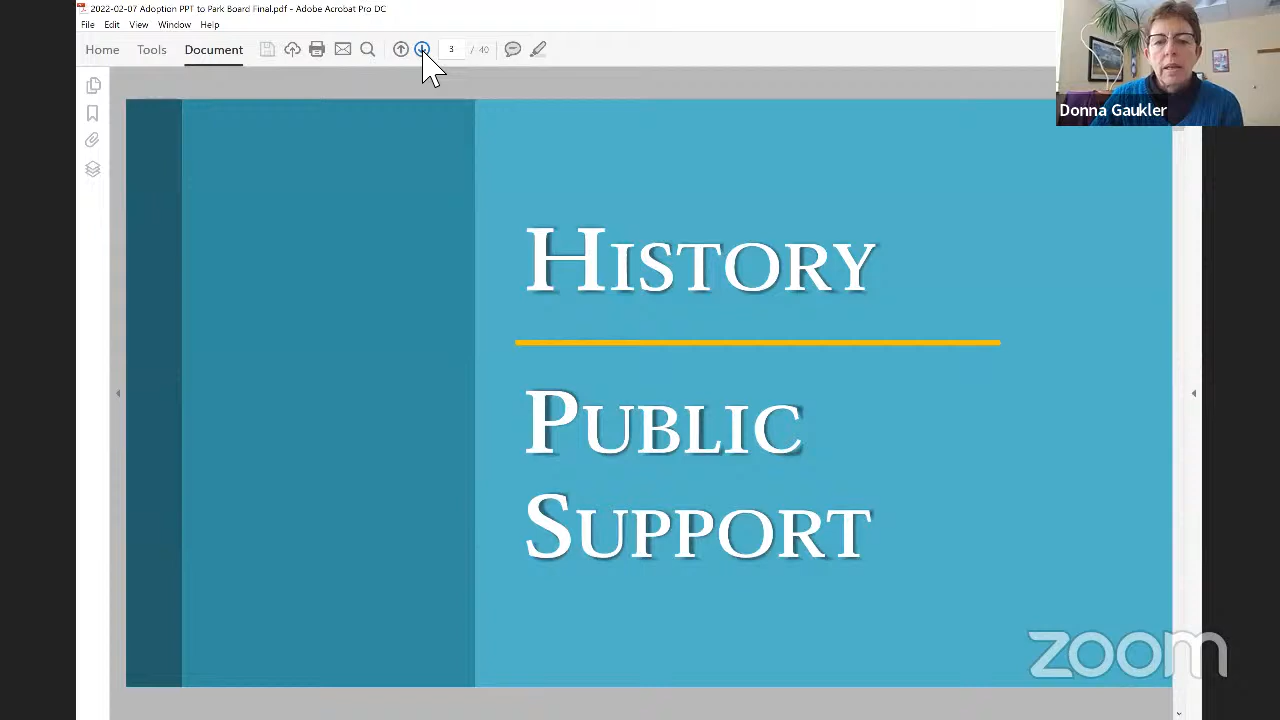 2022-02-07 Adoption PPT to Park Board Final.pdf - Adobe Acrobat Pro DC
File Edit View Window Help
Home Tools Document 3 / 40
Donna Gaukler
HISTORY
PUBLIC
SUPPORT
zoom